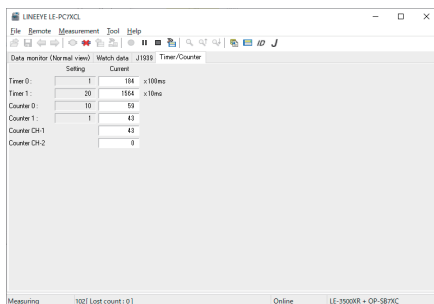 LINEEYE LE-PC7XCL
File Remote Measurement Tool Help
ID J
Data monitor (Normal view) Watch data J1939 Timer/Counter
Setting Current
Timer 0 : 1 184 ×100ms
Timer 1 : 20 1564 ×10ms
Counter 0 : 10 59
Counter 1 : 1 43
Counter CH-1 43
Counter CH-2 0
Measuring 102[ Lost count : 0 ] Online LE-3500XR + OP-SB7XC